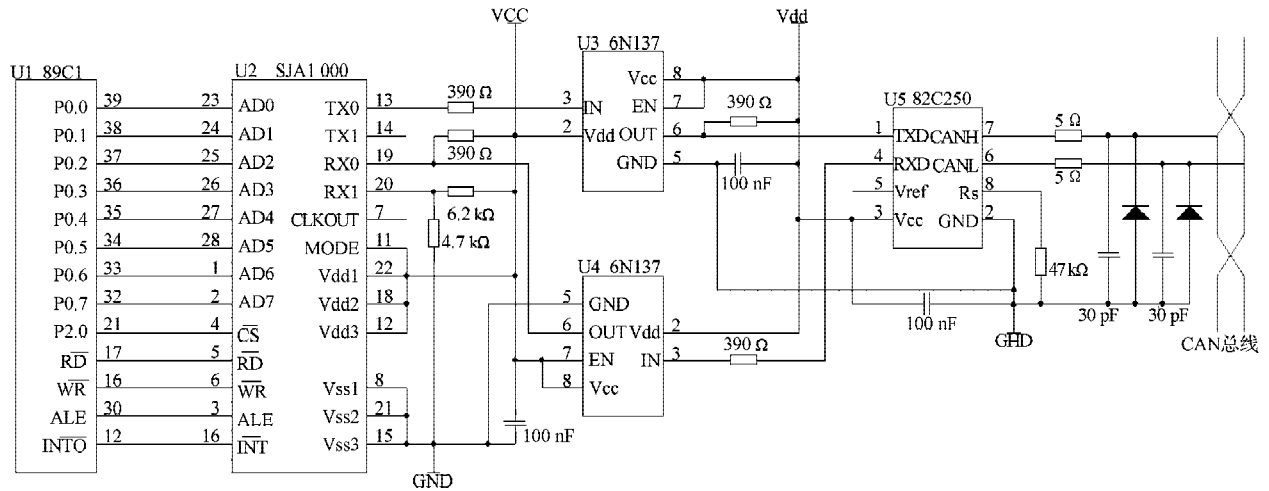 VCC
Vdd
U1 89C1
P0.0 39
P0.1 38
P0.2 37
P0.3 36
P0.4 35
P0.5 34
P0.6 33
P0.7 32
P2.0 21
RD 17
WR 16
ALE 30
INTO 12
U2 SJA1000
23 AD0 TX0 13
24 AD1 TX1 14
25 AD2 RX0 19
26 AD3 RX1 20
27 AD4 CLKOUT 7
28 AD5 MODE 11
1 AD6 Vdd1 22
2 AD7 Vdd2 18
4 CS Vdd3 12
5 RD
6 WR Vss1 8
3 ALE Vss2 21
16 INT Vss3 15
390 Ω
390 Ω
6.2 kΩ
4.7 kΩ
100 nF
GND
U3 6N137
Vcc 8
3 IN EN 7
2 Vdd OUT 6
GND 5
390 Ω
100 nF
U4 6N137
5 GND
6 OUT Vdd 2
7 EN IN 3
8 Vcc
390 Ω
U5 82C250
1 TXD CANH 7
4 RXD CANL 6
5 Vref Rs 8
3 Vcc GND 2
5 Ω
5 Ω
47 kΩ
100 nF
30 pF
30 pF
GHD
CAN总线